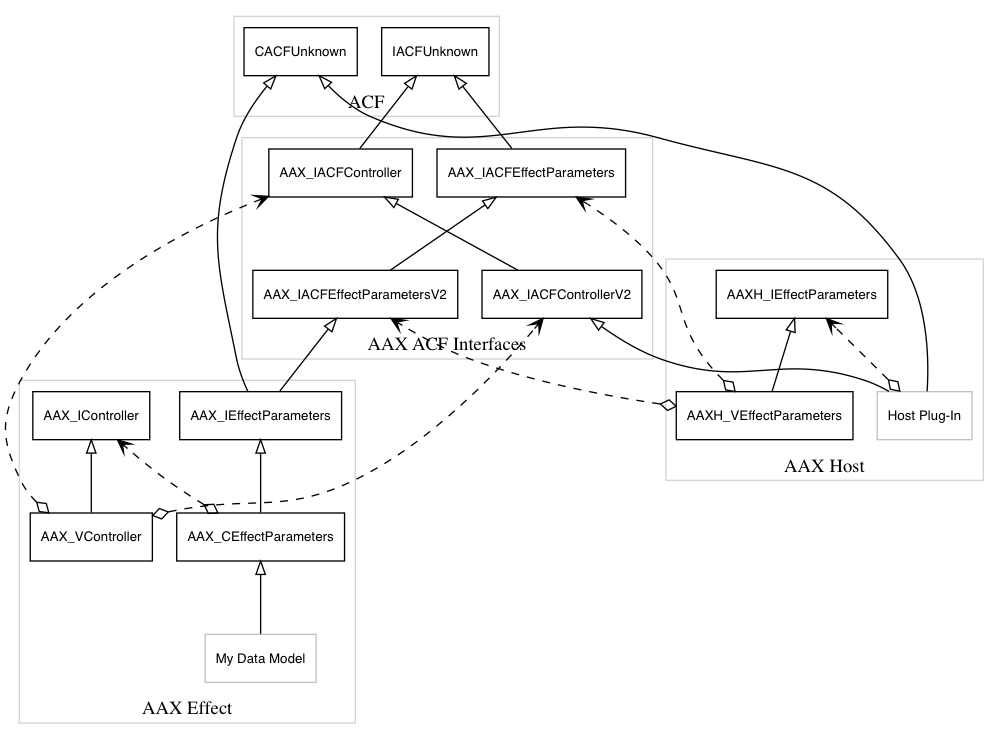 CACFUnknown
IACFUnknown
ACF
AAX_IACFController
AAX_IACFEffectParameters
AAX_IACFEffectParametersV2
AAX_IACFControllerV2
AAXH_IEffectParameters
AAX ACF Interfaces
AAX_IController
AAX_IEffectParameters
AAXH_VEffectParameters
Host Plug-In
AAX Host
AAX_VController
AAX_CEffectParameters
My Data Model
AAX Effect